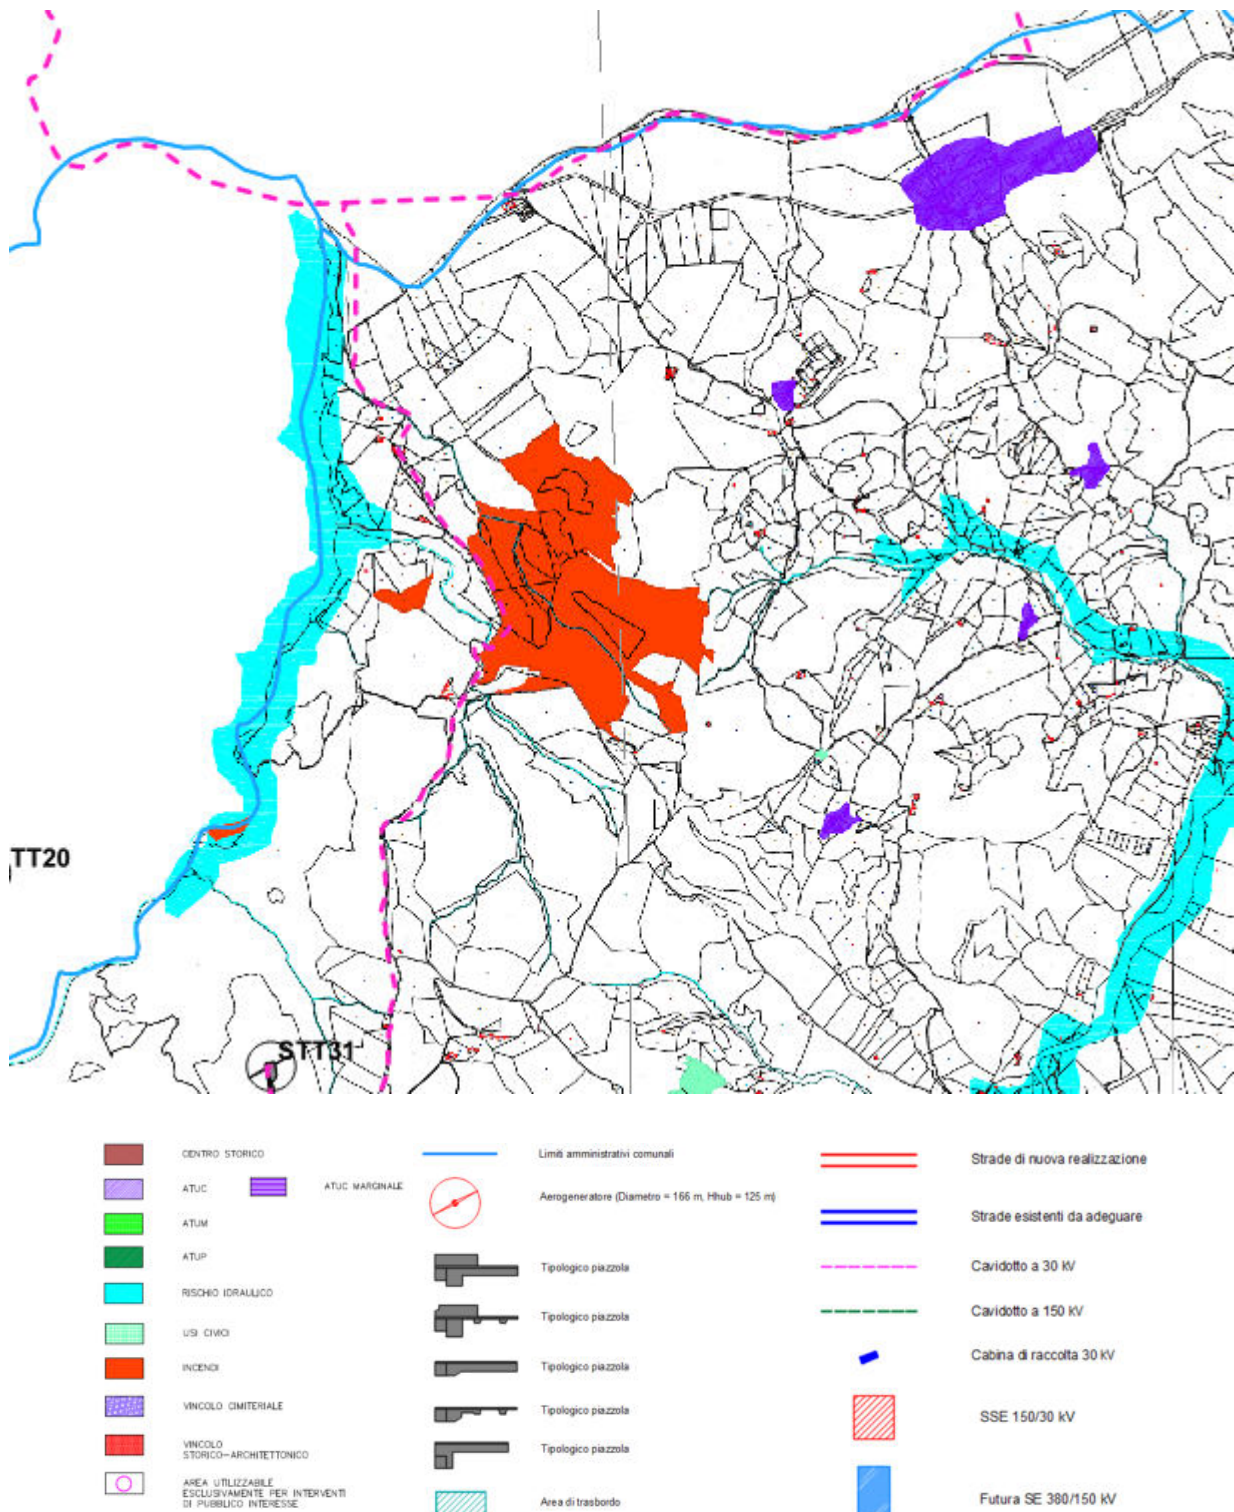 TT20
STT31
CENTRO STORICO
ATUC
ATUC MARGINALE
ATUM
ATUP
RISCHIO IDRAULICO
USI CIVICI
INCENDI
VINCOLO CIMITERIALE
VINCOLO
STORICO-ARCHITETTONICO
AREA UTILIZZABILE
ESCLUSIVAMENTE PER INTERVENTI
DI PUBBLICO INTERESSE
Limiti amministrativi comunali
Aerogeneratore (Diametro = 166 m, Hhub = 125 m)
Tipologico piazzola
Tipologico piazzola
Tipologico piazzola
Tipologico piazzola
Tipologico piazzola
Area di trasbordo
Strade di nuova realizzazione
Strade esistenti da adeguare
Cavidotto a 30 kV
Cavidotto a 150 kV
Cabina di raccolta 30 kV
SSE 150/30 kV
Futura SE 380/150 kV